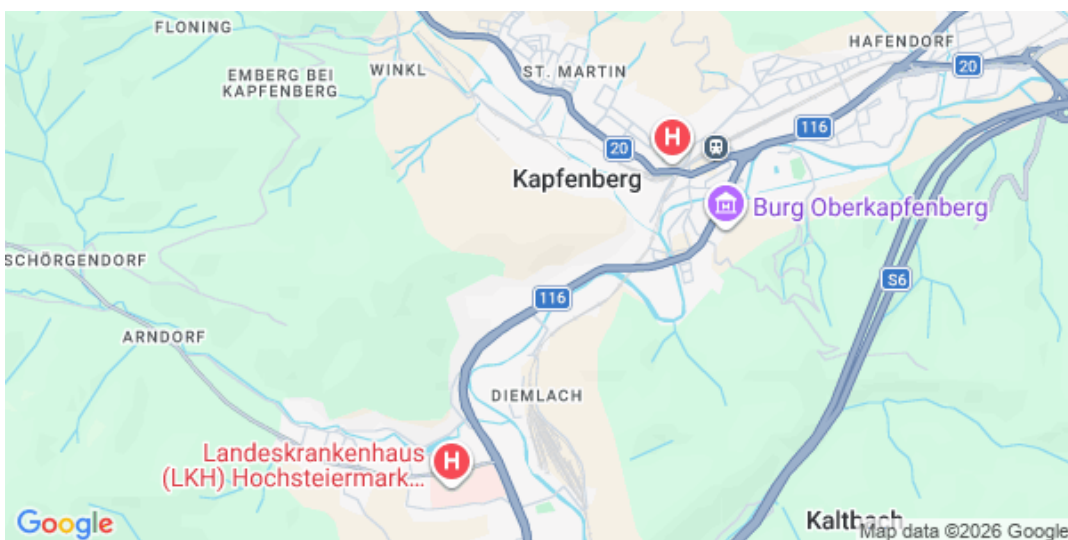 FLONING
HAFENDORF
WINKL
ST. MARTIN
EMBERG BEI
KAPFENBERG
20
116
H
20
Kapfenberg
Burg Oberkapfenberg
SCHÖRGENDORF
S6
116
ARNDORF
DIEMLACH
Landeskrankenhaus
(LKH) Hochsteiermark...
H
Kaltbach
Google
Map data ©2026 Google